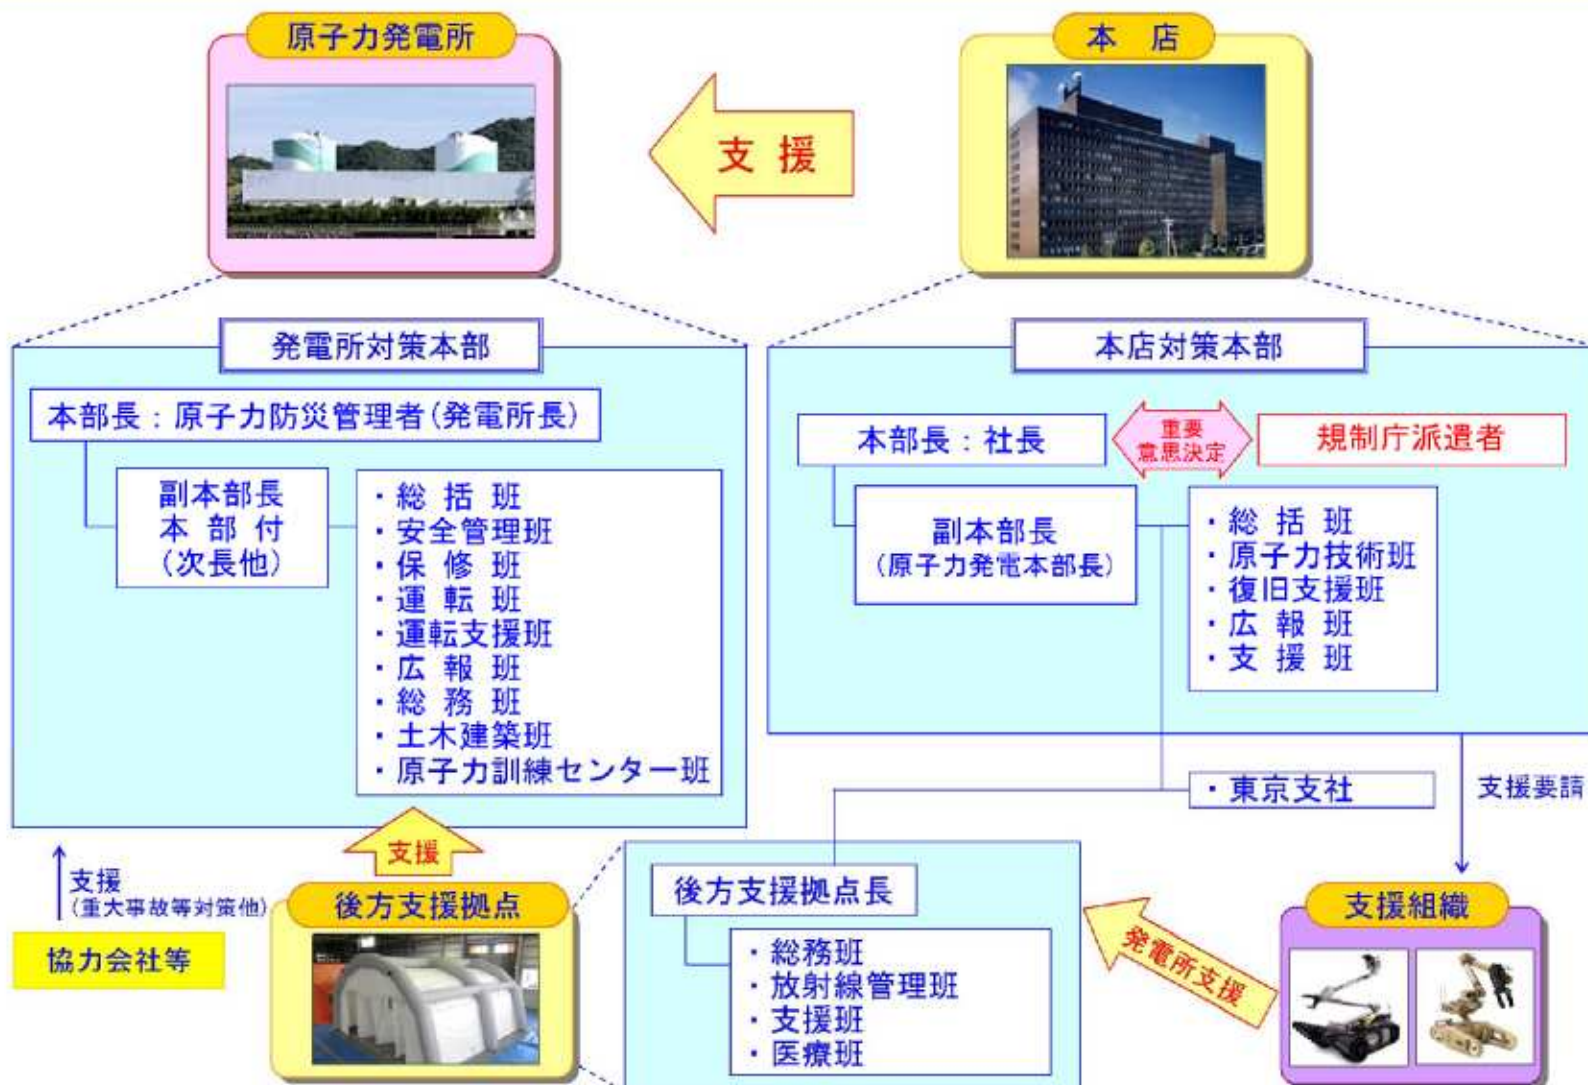 原子力発電所
本 店
支 援
発電所対策本部
本部長：原子力防災管理者(発電所長)
副本部長
本 部 付
(次長他)
・総 括 班
・安全管理班
・保 修 班
・運 転 班
・運転支援班
・広 報 班
・総 務 班
・土木建築班
・原子力訓練センター班
本店対策本部
本部長：社長
重要
意思決定
規制庁派遣者
副本部長
(原子力発電本部長)
・総 括 班
・原子力技術班
・復旧支援班
・広 報 班
・支 援 班
・東京支社
支援要請
支援
(重大事故等対策他)
協力会社等
支援
後方支援拠点
後方支援拠点長
・総務班
・放射線管理班
・支援班
・医療班
発電所支援
支援組織